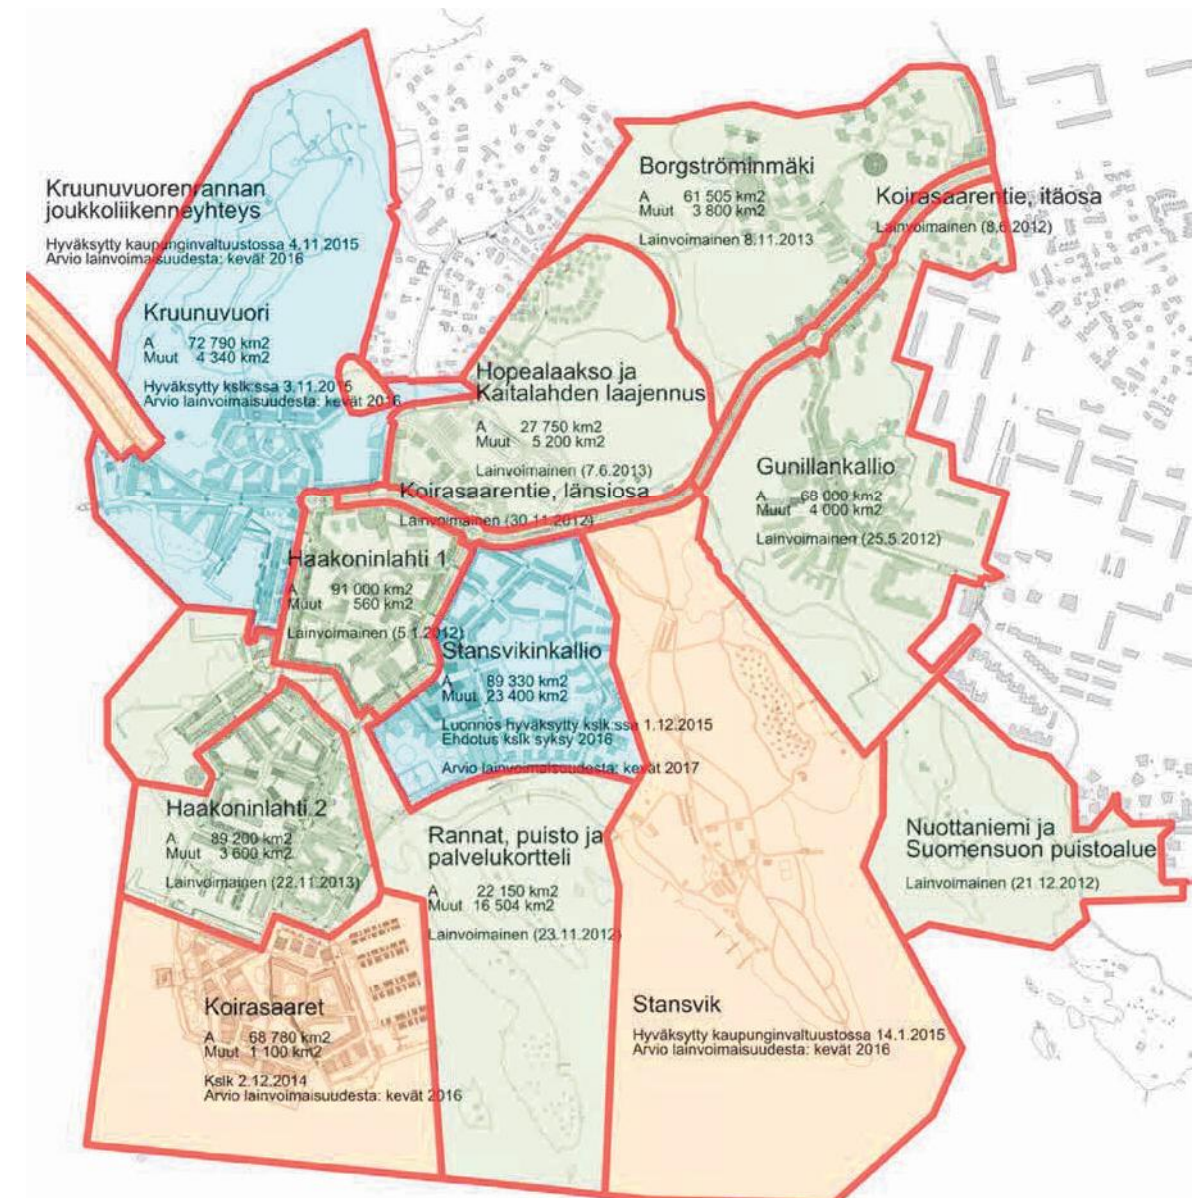 Kruunuvuorenrannan
joukkoliikenneyhteys
Hyväksytty kaupunginvaltuustossa 4.11.2015
Arvio lainvoimaisuudesta: kevät 2016
Kruunuvuori
A 72 790 km2
Muut 4 340 km2
Hyväksytty kslk:ssa 3.11.2015
Arvio lainvoimaisuudesta: kevät 2016
Borgströminmäki
A 61 505 km2
Muut 3 800 km2
Lainvoimainen 8.11.2013
Koirasaarentie, itäosa
Lainvoimainen (8.6.2012)
Hopealaakso ja
Kaitalahden laajennus
A 27 750 km2
Muut 5 200 km2
Lainvoimainen (7.6.2013)
Koirasaarentie, länsiosa
Lainvoimainen (30.11.2012)
Gunillankallio
A 68 000 km2
Muut 4 000 km2
Lainvoimainen (25.5.2012)
Haakoninlahti 1
A 91 000 km2
Muut 560 km2
Lainvoimainen (5.1.2012)
Stansvikinkallio
A 89 330 km2
Muut 23 400 km2
Luonnos hyväksytty kslk:ssa 1.12.2015
Ehdotus kslk syksy 2016
Arvio lainvoimaisuudesta: kevät 2017
Haakoninlahti 2
A 89 200 km2
Muut 3 600 km2
Lainvoimainen (22.11.2013)
Rannat, puisto ja
palvelukortteli
A 22 150 km2
Muut 16 504 km2
Lainvoimainen (23.11.2012)
Nuottaniemi ja
Suomensuon puistoalue
Lainvoimainen (21.12.2012)
Koirasaaret
A 68 780 km2
Muut 1 100 km2
Kslk 2.12.2014
Arvio lainvoimaisuudesta: kevät 2016
Stansvik
Hyväksytty kaupunginvaltuustossa 14.1.2015
Arvio lainvoimaisuudesta: kevät 2016